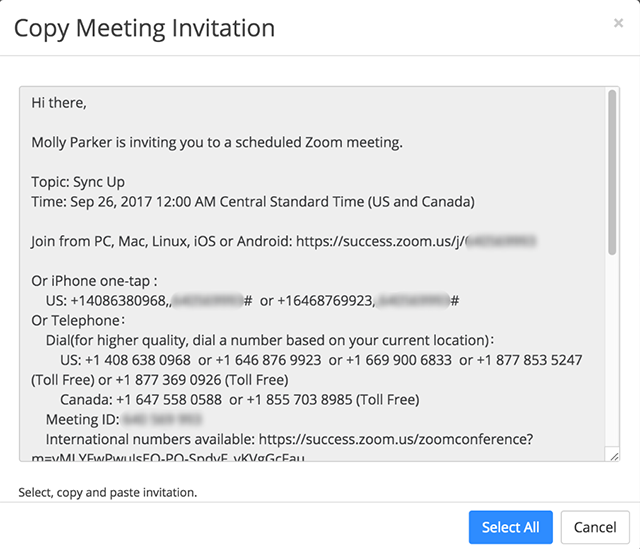 Copy Meeting Invitation
×
Hi there,
Molly Parker is inviting you to a scheduled Zoom meeting.
Topic: Sync Up
Time: Sep 26, 2017 12:00 AM Central Standard Time (US and Canada)
Join from PC, Mac, Linux, iOS or Android: https://success.zoom.us/j/
Or iPhone one-tap :
US: +14086380968,, # or +16468769923, #
Or Telephone:
Dial(for higher quality, dial a number based on your current location):
US: +1 408 638 0968 or +1 646 876 9923 or +1 669 900 6833 or +1 877 853 5247
(Toll Free) or +1 877 369 0926 (Toll Free)
Canada: +1 647 558 0588 or +1 855 703 8985 (Toll Free)
Meeting ID:
International numbers available: https://success.zoom.us/zoomconference?
Select, copy and paste invitation.
Select All
Cancel